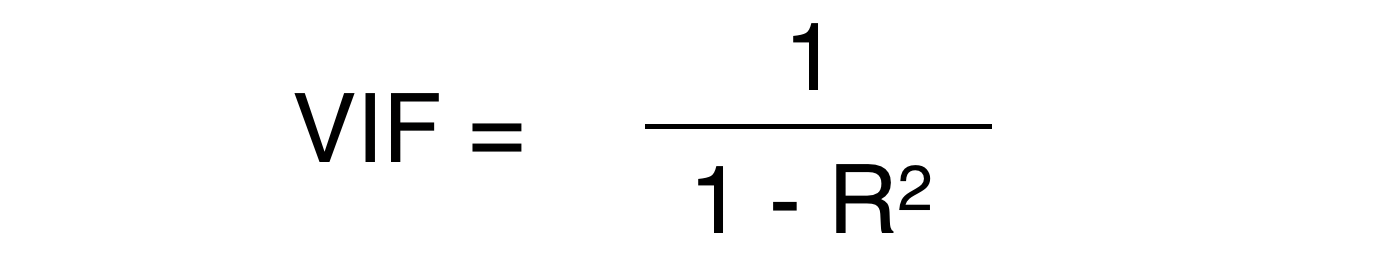 1
VIF =
1 - R²